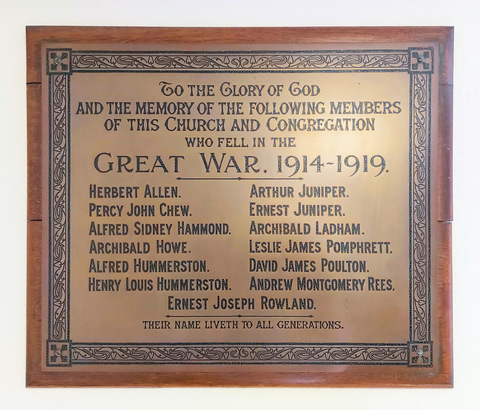 To the Glory of God
and the memory of the following members
of this Church and Congregation
who fell in the
Great War. 1914-1919.
Herbert Allen.
Percy John Chew.
Alfred Sidney Hammond.
Archibald Howe.
Alfred Hummerston.
Henry Louis Hummerston.
Arthur Juniper.
Ernest Juniper.
Archibald Ladham.
Leslie James Pomphrett.
David James Poulton.
Andrew Montgomery Rees.
Ernest Joseph Rowland.
Their name liveth to all generations.